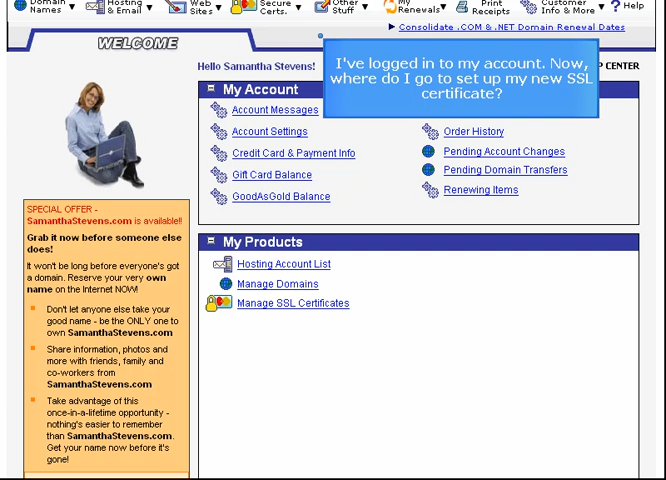 Domain Names Hosting & Email Web Sites Secure Certs. Other Stuff My Renewals Print Receipts Customer Info & More Help
Consolidate .COM & .NET Domain Renewal Dates
WELCOME
Hello Samantha Stevens!
P CENTER
I've logged in to my account. Now,
where do I go to set up my new SSL
certificate?
My Account
Account Messages
Account Settings
Credit Card & Payment Info
Gift Card Balance
GoodAsGold Balance
Order History
Pending Account Changes
Pending Domain Transfers
Renewing Items
My Products
Hosting Account List
Manage Domains
Manage SSL Certificates
SPECIAL OFFER -
SamanthaStevens.com is available!!
Grab it now before someone else
does!
It won't be long before everyone's got
a domain. Reserve your very own
name on the Internet NOW!
Don't let anyone else take your
good name - be the ONLY one to
own SamanthaStevens.com
Share information, photos and
more with friends, family and
co-workers from
SamanthaStevens.com
Take advantage of this
once-in-a-lifetime opportunity -
nothing's easier to remember
than SamanthaStevens.com.
Get your name now before it's
gone!